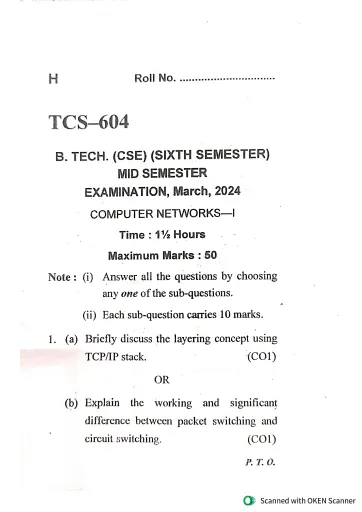 H Roll No. ...............................
TCS–604
B. TECH. (CSE) (SIXTH SEMESTER)
MID SEMESTER
EXAMINATION, March, 2024
COMPUTER NETWORKS—I
Time : 1½ Hours
Maximum Marks : 50
Note : (i) Answer all the questions by choosing
any one of the sub-questions.
(ii) Each sub-question carries 10 marks.
1. (a) Briefly discuss the layering concept using
TCP/IP stack. (CO1)
OR
(b) Explain the working and significant
difference between packet switching and
circuit switching. (CO1)
P. T. O.
Scanned with OKEN Scanner